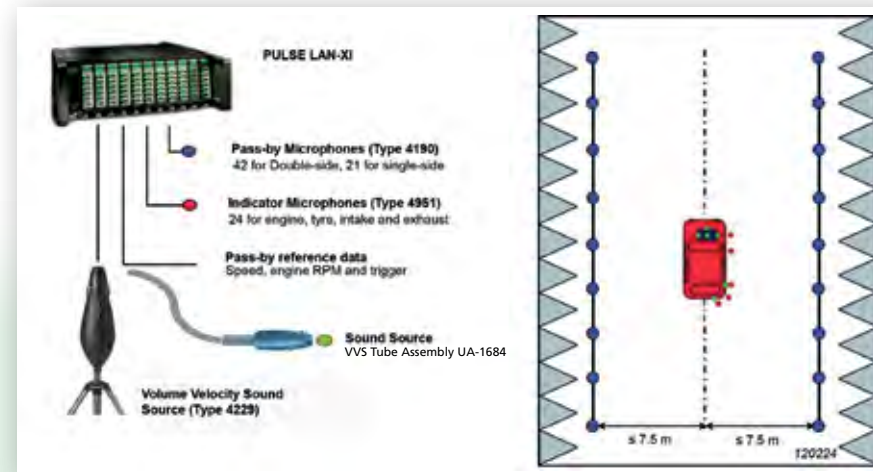 PULSE LAN-XI
Pass-by Microphones (Type 4190)
42 for Double-side, 21 for single-side
Indicator Microphones (Type 4951)
24 for engine, tyre, intake and exhaust
Pass-by reference data
Speed, engine RPM and trigger
Sound Source
VVS Tube Assembly UA-1684
Volume Velocity Sound
Source (Type 4229)
≤ 7.5 m
≤ 7.5 m
120224